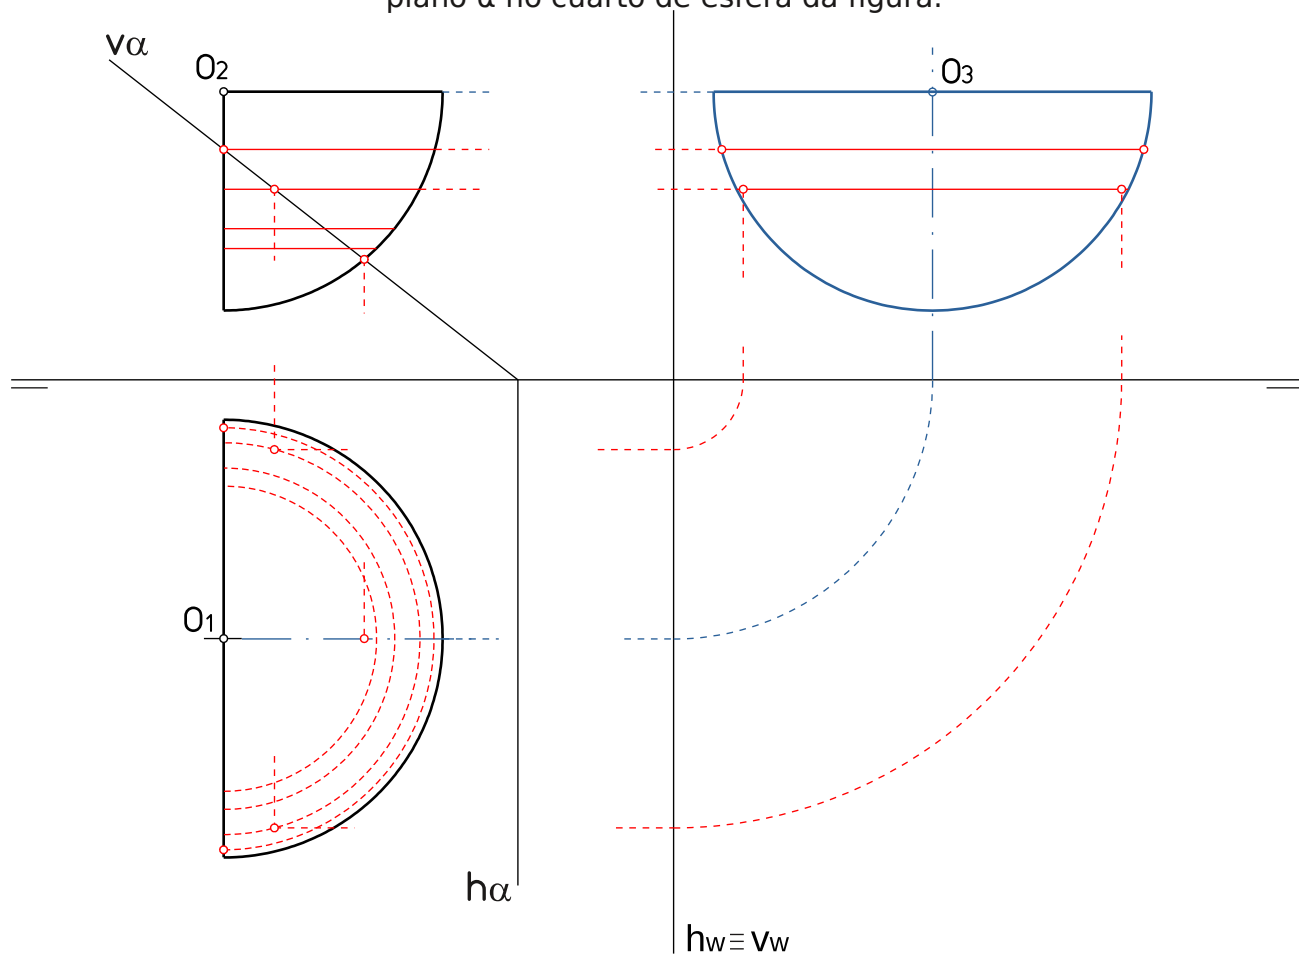 plano α no cuarto de esfera da figura.
vα
O2
O3
O1
hα
hw≡vw